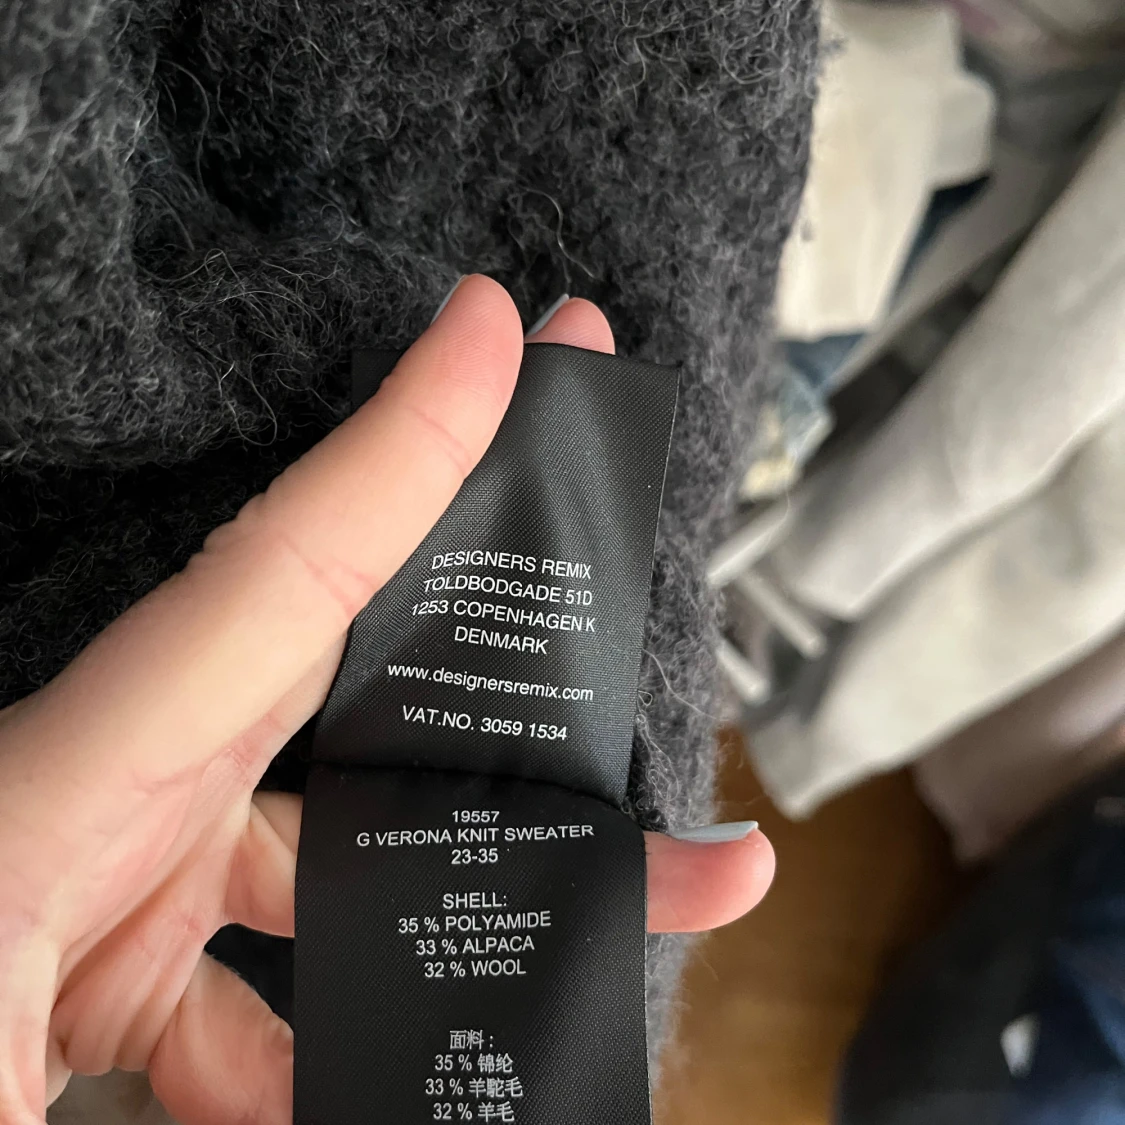 DESIGNERS REMIX
TOLDBODGADE 51D
1253 COPENHAGEN K
DENMARK
www.designersremix.com
VAT.NO. 3059 1534
19557
G VERONA KNIT SWEATER
23-35
SHELL:
35 % POLYAMIDE
33 % ALPACA
32 % WOOL
面料:
35 % 锦纶
33 % 羊駝毛
32 % 羊毛